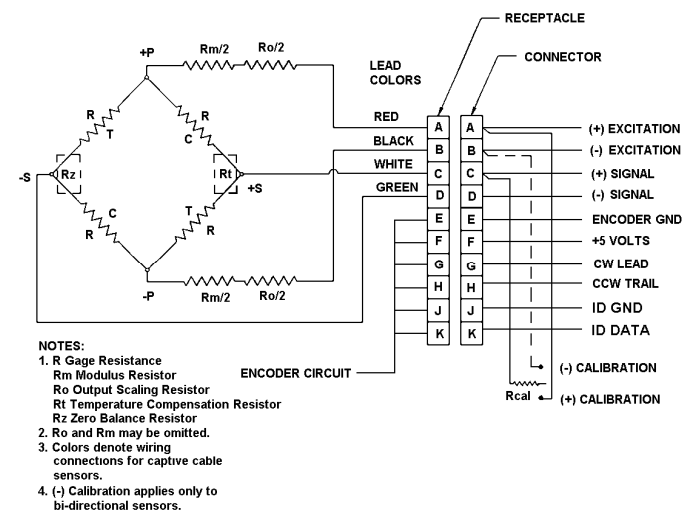 RECEPTACLE
CONNECTOR
+P
Rm/2
Ro/2
LEAD
COLORS
R
T
R
C
RED
A
A
(+) EXCITATION
BLACK
B
B
(-) EXCITATION
-S
Rz
Rt
+S
WHITE
C
C
(+) SIGNAL
GREEN
D
D
(-) SIGNAL
C
R
T
R
E
E
ENCODER GND
F
F
+5 VOLTS
G
G
CW LEAD
-P
Rm/2
Ro/2
H
H
CCW TRAIL
J
J
ID GND
K
K
ID DATA
NOTES:
1. R Gage Resistance
Rm Modulus Resistor
Ro Output Scaling Resistor
Rt Temperature Compensation Resistor
Rz Zero Balance Resistor
2. Ro and Rm may be omitted.
3. Colors denote wiring
connections for captive cable
sensors.
4. (-) Calibration applies only to
bi-directional sensors.
ENCODER CIRCUIT
(-) CALIBRATION
Rcal
(+) CALIBRATION